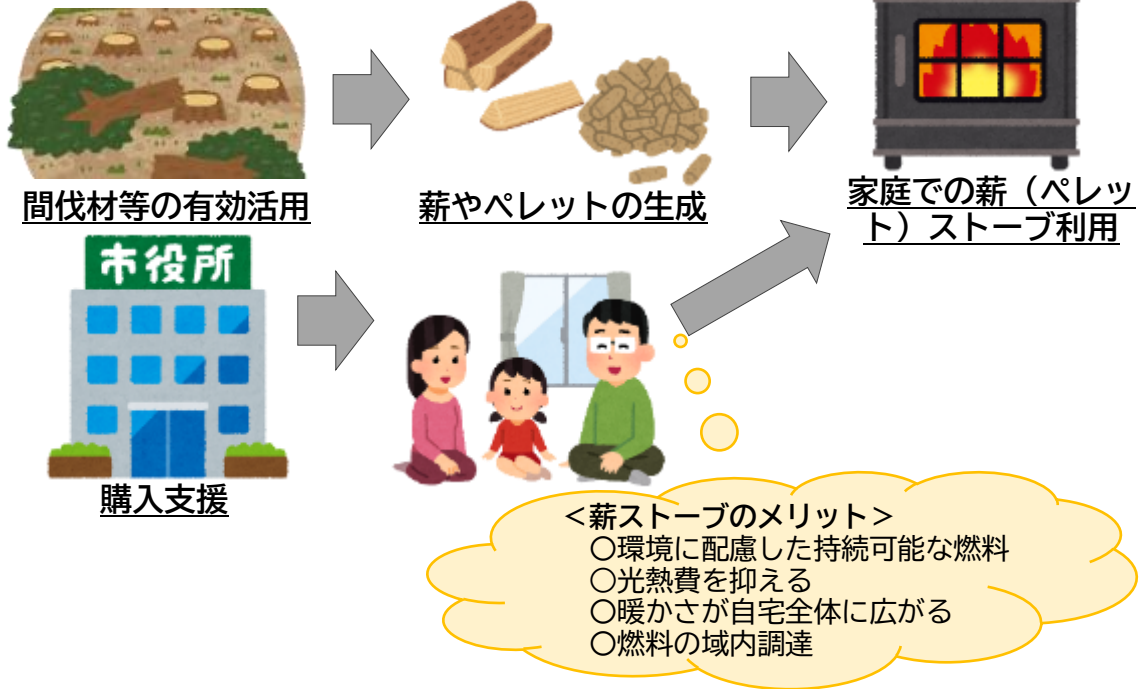 間伐材等の有効活用
薪やペレットの生成
家庭での薪（ペレッ
ト）ストーブ利用
市役所
購入支援
＜薪ストーブのメリット＞
〇環境に配慮した持続可能な燃料
〇光熱費を抑える
〇暖かさが自宅全体に広がる
〇燃料の域内調達